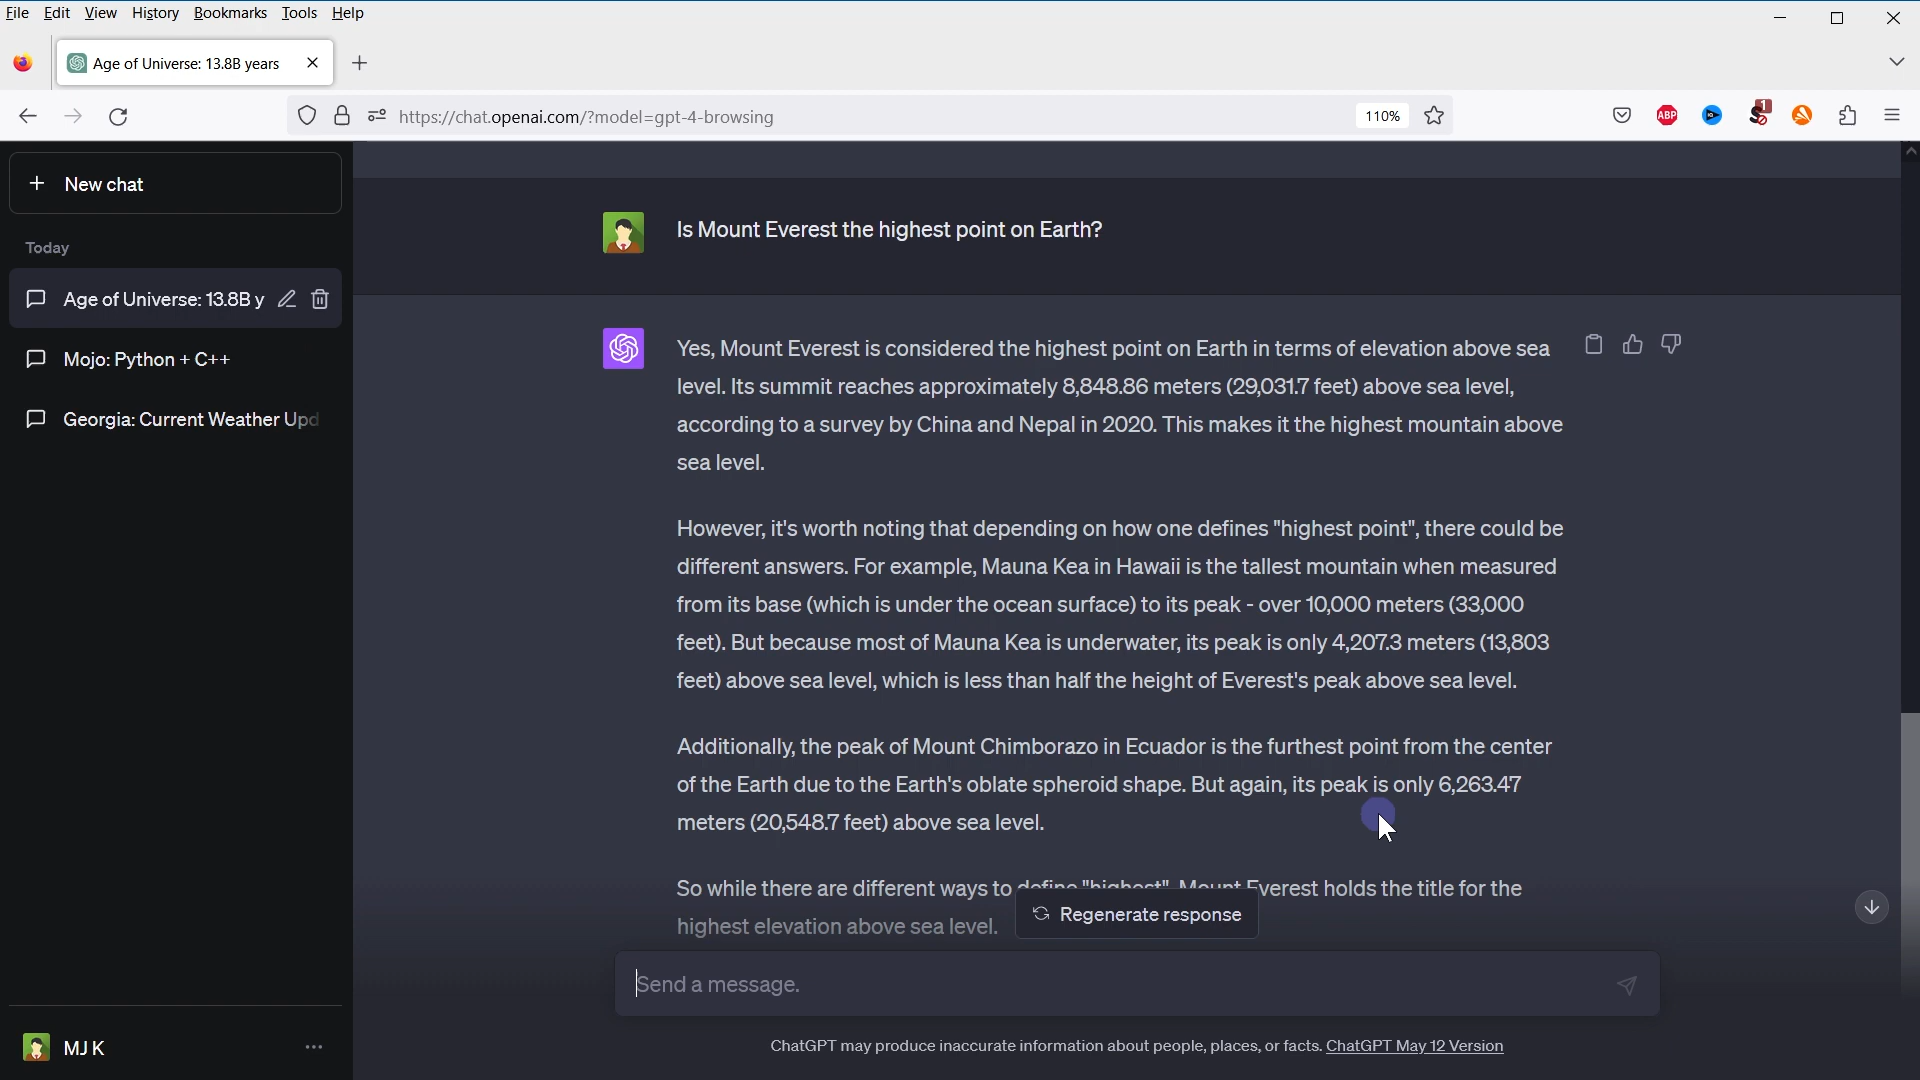 File Edit View History Bookmarks Tools Help
Age of Universe: 13.8B years
https://chat.openai.com/?model=gpt-4-browsing
110%
ABP
1
New chat
Today
Age of Universe: 13.8B y
Mojo: Python + C++
Georgia: Current Weather Upd
MJ K
Is Mount Everest the highest point on Earth?
Yes, Mount Everest is considered the highest point on Earth in terms of elevation above sea
level. Its summit reaches approximately 8,848.86 meters (29,031.7 feet) above sea level,
according to a survey by China and Nepal in 2020. This makes it the highest mountain above
sea level.
However, it's worth noting that depending on how one defines "highest point", there could be
different answers. For example, Mauna Kea in Hawaii is the tallest mountain when measured
from its base (which is under the ocean surface) to its peak - over 10,000 meters (33,000
feet). But because most of Mauna Kea is underwater, its peak is only 4,207.3 meters (13,803
feet) above sea level, which is less than half the height of Everest's peak above sea level.
Additionally, the peak of Mount Chimborazo in Ecuador is the furthest point from the center
of the Earth due to the Earth's oblate spheroid shape. But again, its peak is only 6,263.47
meters (20,548.7 feet) above sea level.
So while there are different ways to define "highest", Mount Everest holds the title for the
highest elevation above sea level.
Regenerate response
Send a message.
ChatGPT may produce inaccurate information about people, places, or facts. ChatGPT May 12 Version